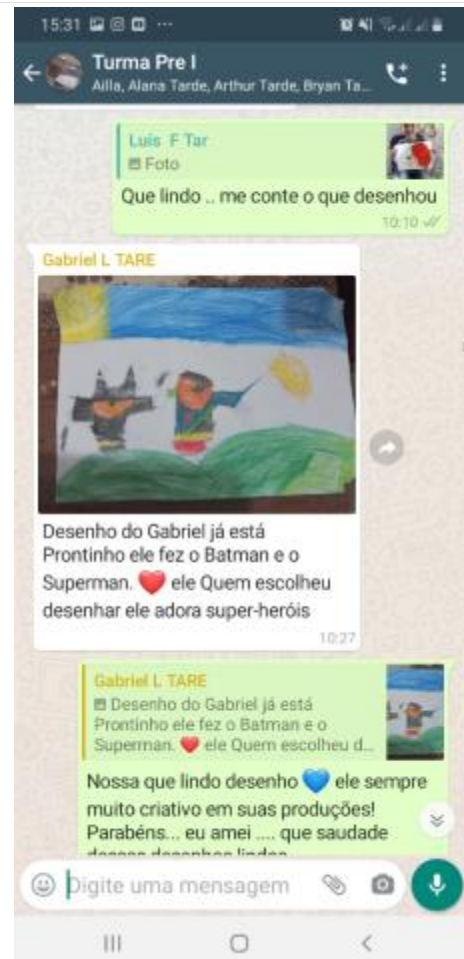 15:31
Turma Pre I
Ailla, Alana Tarde, Arthur Tarde, Bryan Ta...
Luis F Tar
Foto
Que lindo .. me conte o que desenhou
10:10
Gabriel L TARE
Desenho do Gabriel já está
Prontinho ele fez o Batman e o
Superman. ❤️ ele Quem escolheu
desenhar ele adora super-heróis
10:27
Gabriel L TARE
Desenho do Gabriel já está
Prontinho ele fez o Batman e o
Superman. ❤️ ele Quem escolheu d...
Nossa que lindo desenho 💙 ele sempre
muito criativo em suas produções!
Parabéns... eu amei .... que saudade
Digite uma mensagem